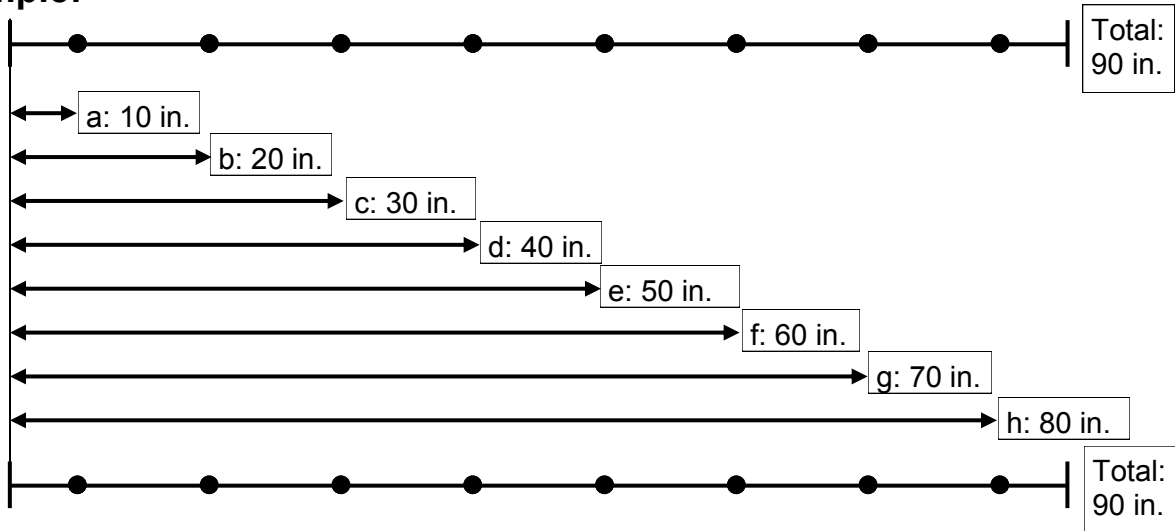 Total:
90 in.
a: 10 in.
b: 20 in.
c: 30 in.
d: 40 in.
e: 50 in.
f: 60 in.
g: 70 in.
h: 80 in.
Total:
90 in.